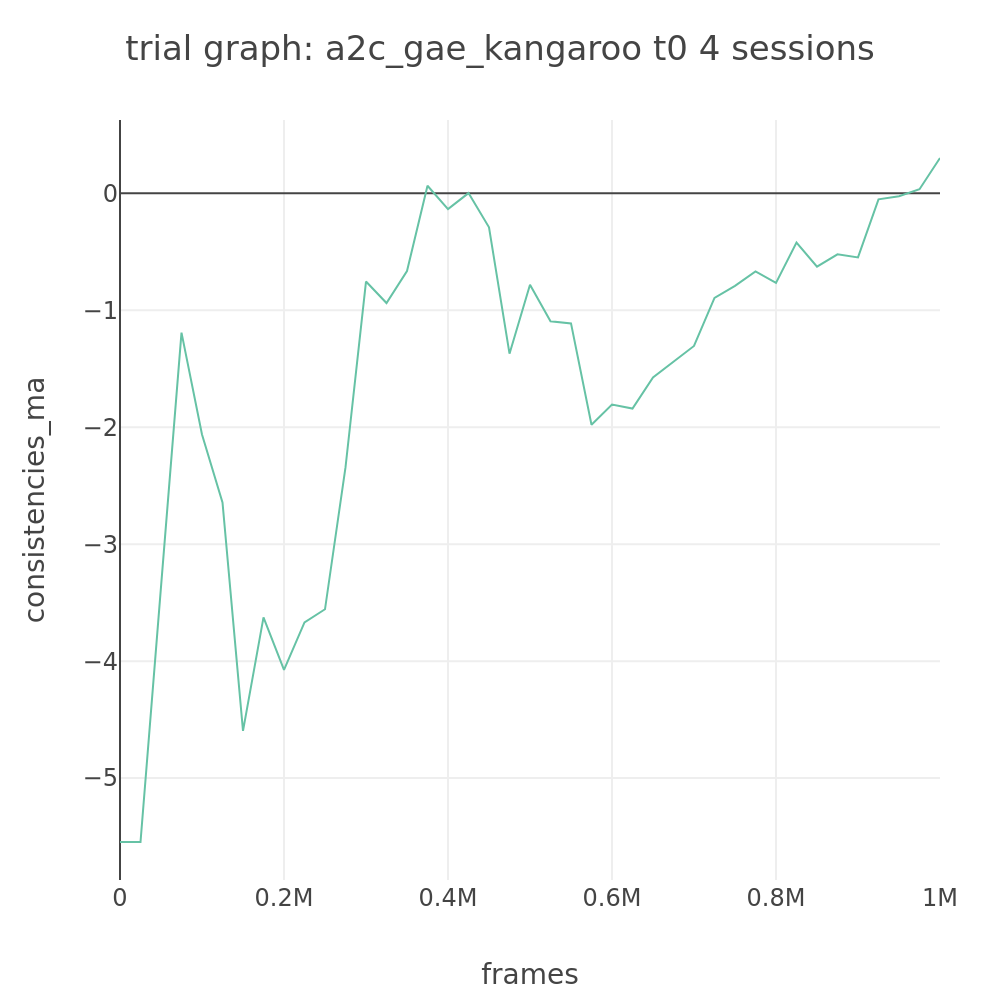 trial graph: a2c_gae_kangaroo t0 4 sessions
consistencies_ma
0
−1
−2
−3
−4
−5
0
0.2M
0.4M
0.6M
0.8M
1M
frames